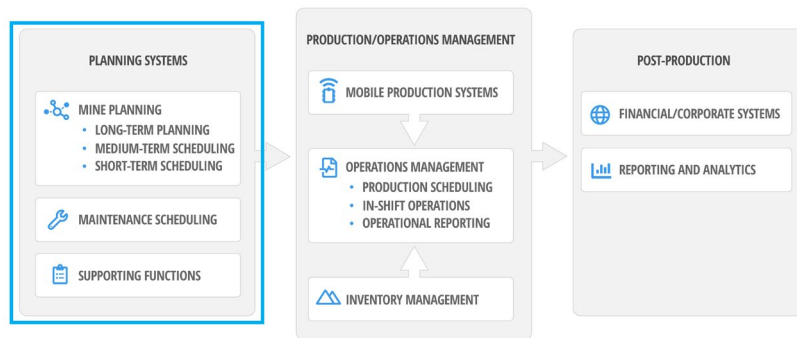 PLANNING SYSTEMS
MINE PLANNING
• LONG-TERM PLANNING
• MEDIUM-TERM SCHEDULING
• SHORT-TERM SCHEDULING
MAINTENANCE SCHEDULING
SUPPORTING FUNCTIONS
PRODUCTION/OPERATIONS MANAGEMENT
MOBILE PRODUCTION SYSTEMS
OPERATIONS MANAGEMENT
• PRODUCTION SCHEDULING
• IN-SHIFT OPERATIONS
• OPERATIONAL REPORTING
INVENTORY MANAGEMENT
POST-PRODUCTION
FINANCIAL/CORPORATE SYSTEMS
REPORTING AND ANALYTICS